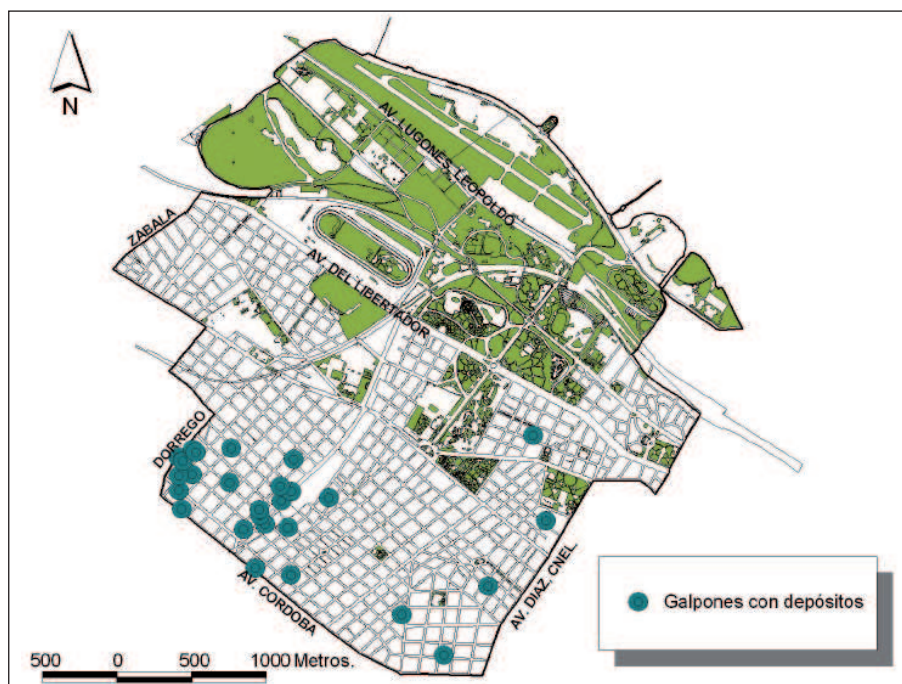 N
AV. LUGONES, LEOPOLDO
ZABALA
AV. DEL LIBERTADOR
DORREGO
AV. CORDOBA
AV. DIAZ, CNEL.
Galpones con depósitos
500 0 500 1000 Metros.